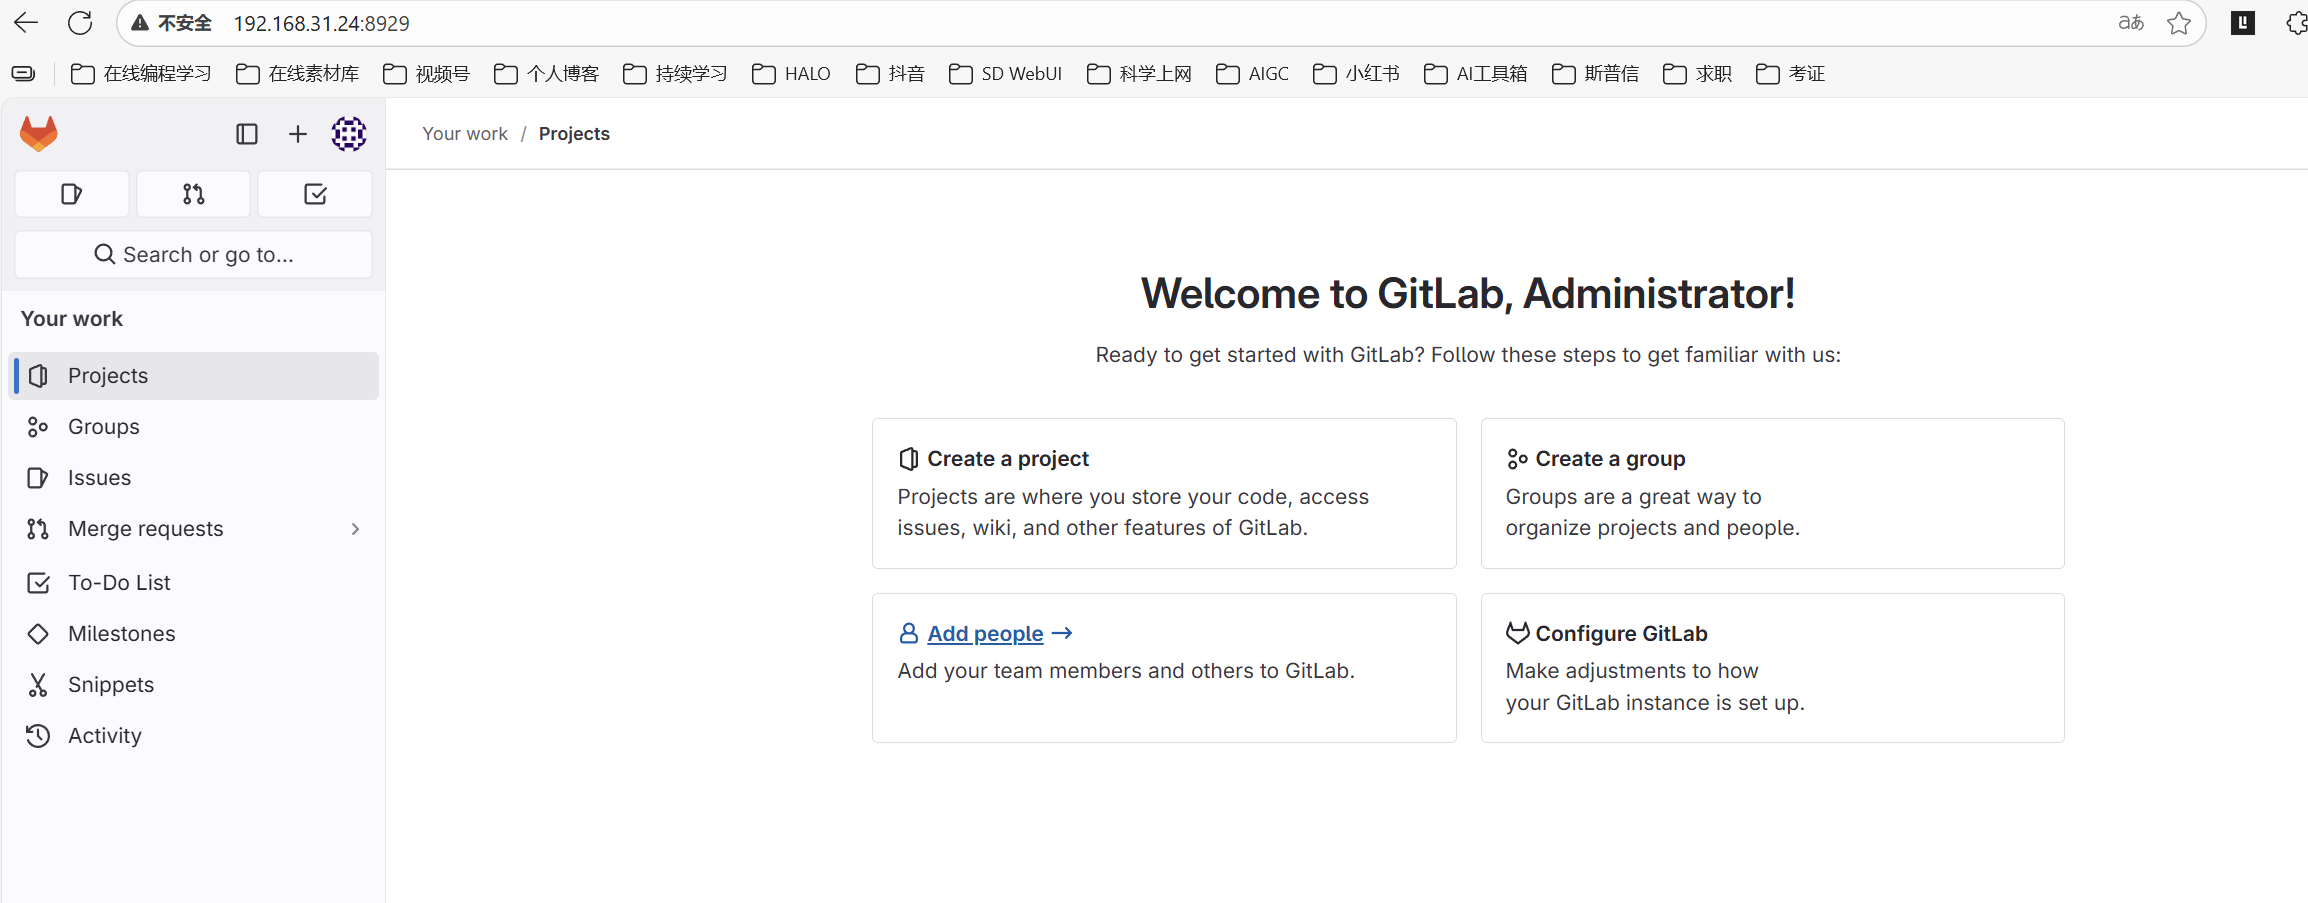 不安全 192.168.31.24:8929 aあ
在线编程学习 在线素材库 视频号 个人博客 持续学习 HALO 抖音 SD WebUI 科学上网 AIGC 小红书 AI工具箱 斯普信 求职 考证
Your work / Projects
Search or go to...
Your work
Projects
Groups
Issues
Merge requests
To-Do List
Milestones
Snippets
Activity
Welcome to GitLab, Administrator!
Ready to get started with GitLab? Follow these steps to get familiar with us:
Create a project
Projects are where you store your code, access
issues, wiki, and other features of GitLab.
Create a group
Groups are a great way to
organize projects and people.
Add people →
Add your team members and others to GitLab.
Configure GitLab
Make adjustments to how
your GitLab instance is set up.